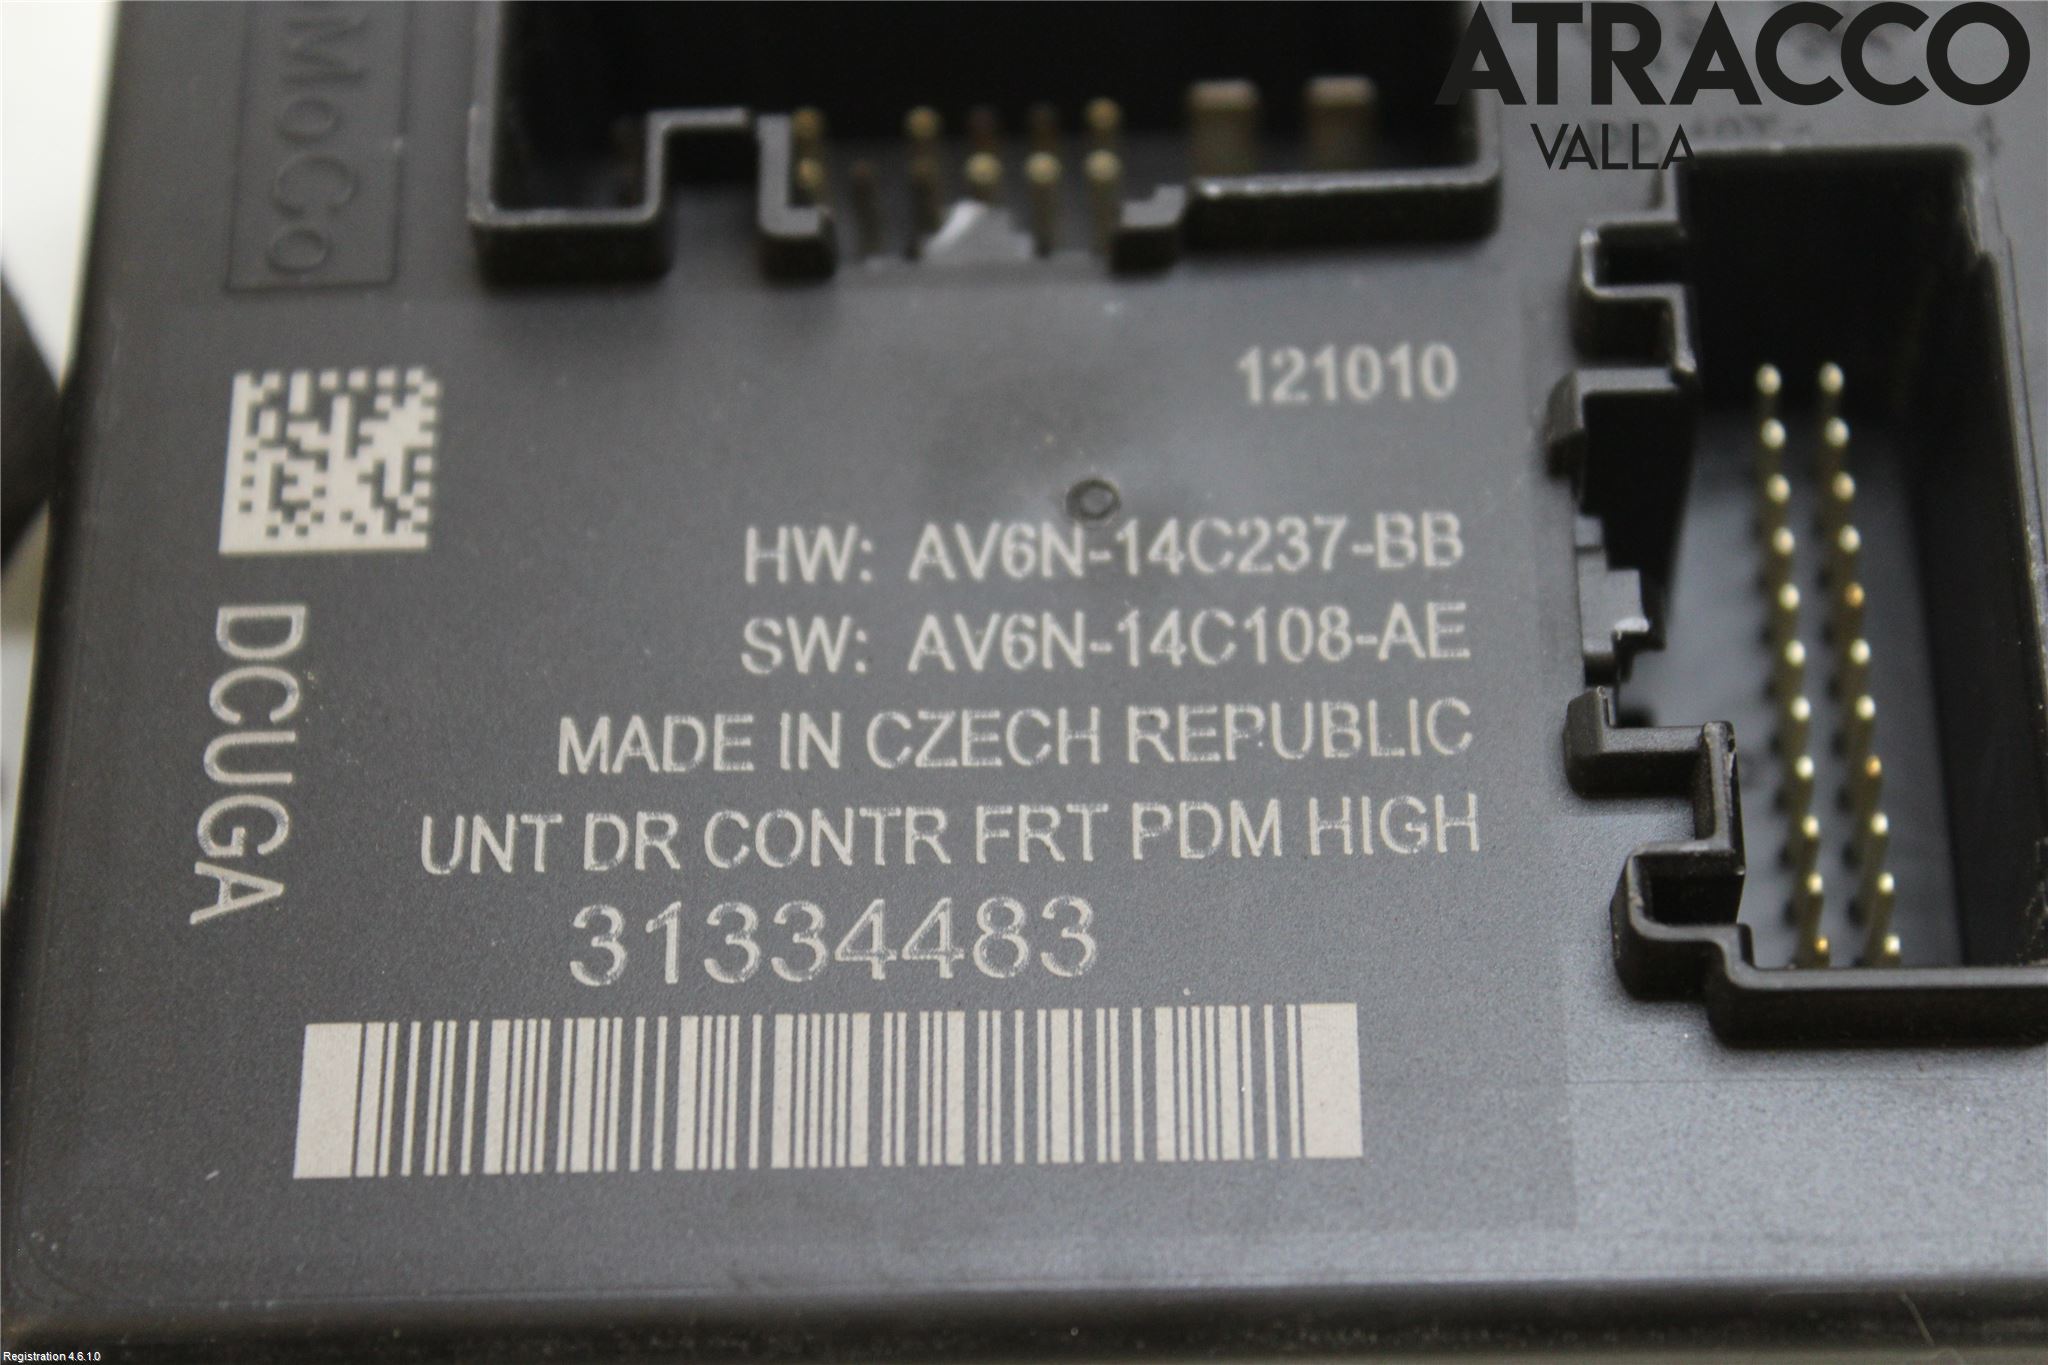 ATRACCO
VALLA
MoCo
121010
HW: AV6N-14C237-BB
SW: AV6N-14C108-AE
MADE IN CZECH REPUBLIC
UNT DR CONTR FRT PDM HIGH
31334483
DCUGA
Registration 4.6.1.0